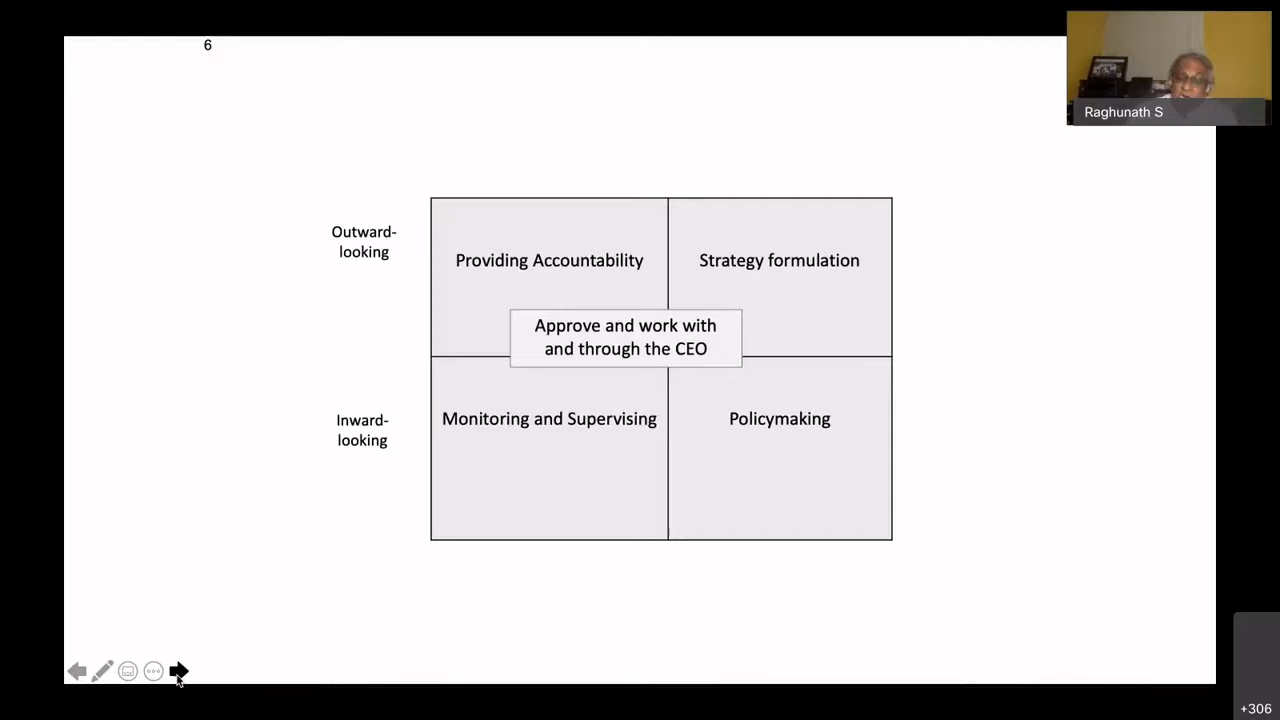 6
Raghunath S
Outward-
looking
Providing Accountability
Strategy formulation
Approve and work with
and through the CEO
Inward-
looking
Monitoring and Supervising
Policymaking
+306